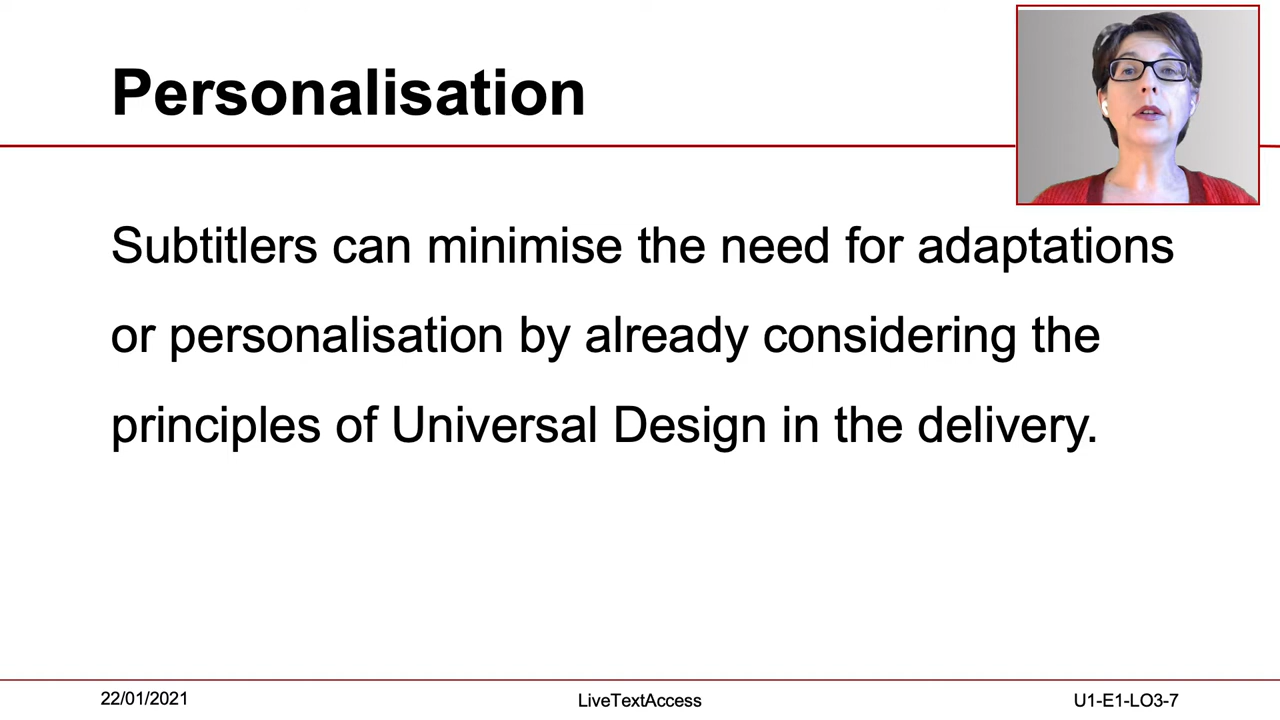 Personalisation
Subtitlers can minimise the need for adaptations
or personalisation by already considering the
principles of Universal Design in the delivery.
22/01/2021
LiveTextAccess
U1-E1-LO3-7